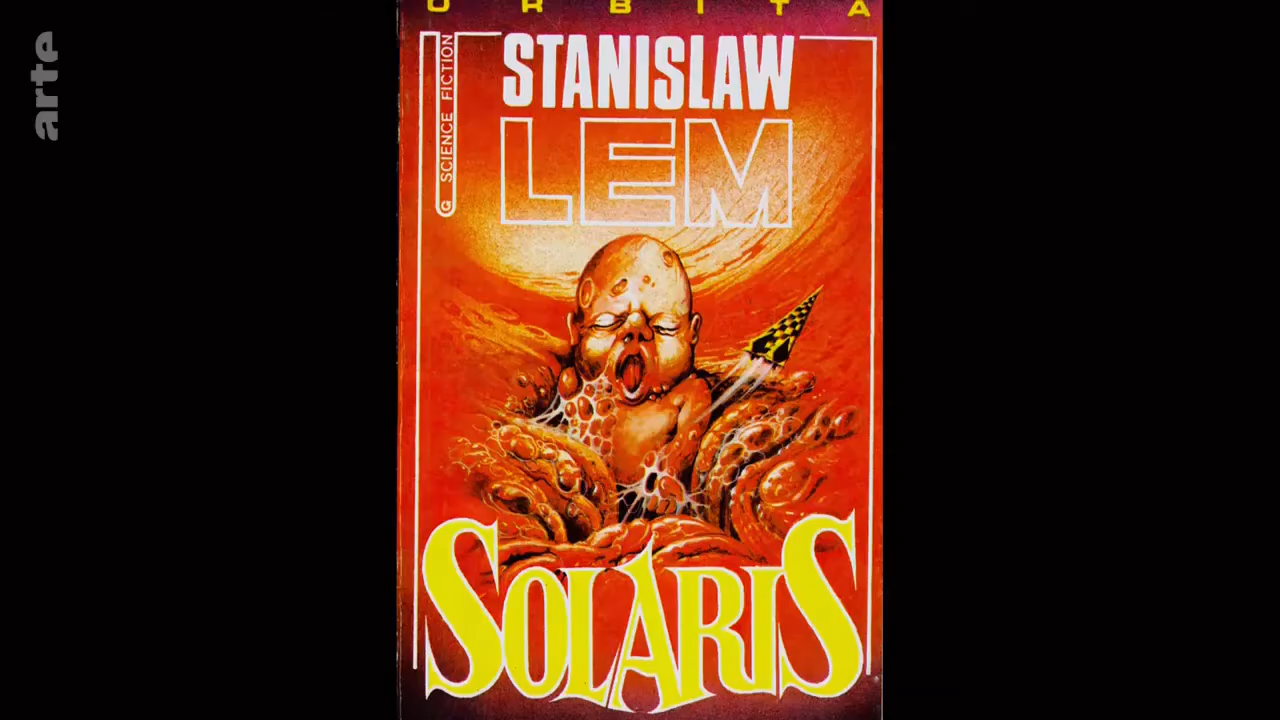 arte
ORBITA
G SCIENCE FICTION
STANISLAW
LEM
SOLARIS